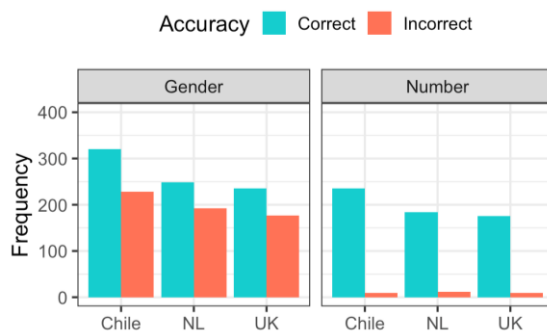 Accuracy Correct Incorrect
Gender Number
400
300
200
100
0
Frequency
Chile NL UK Chile NL UK